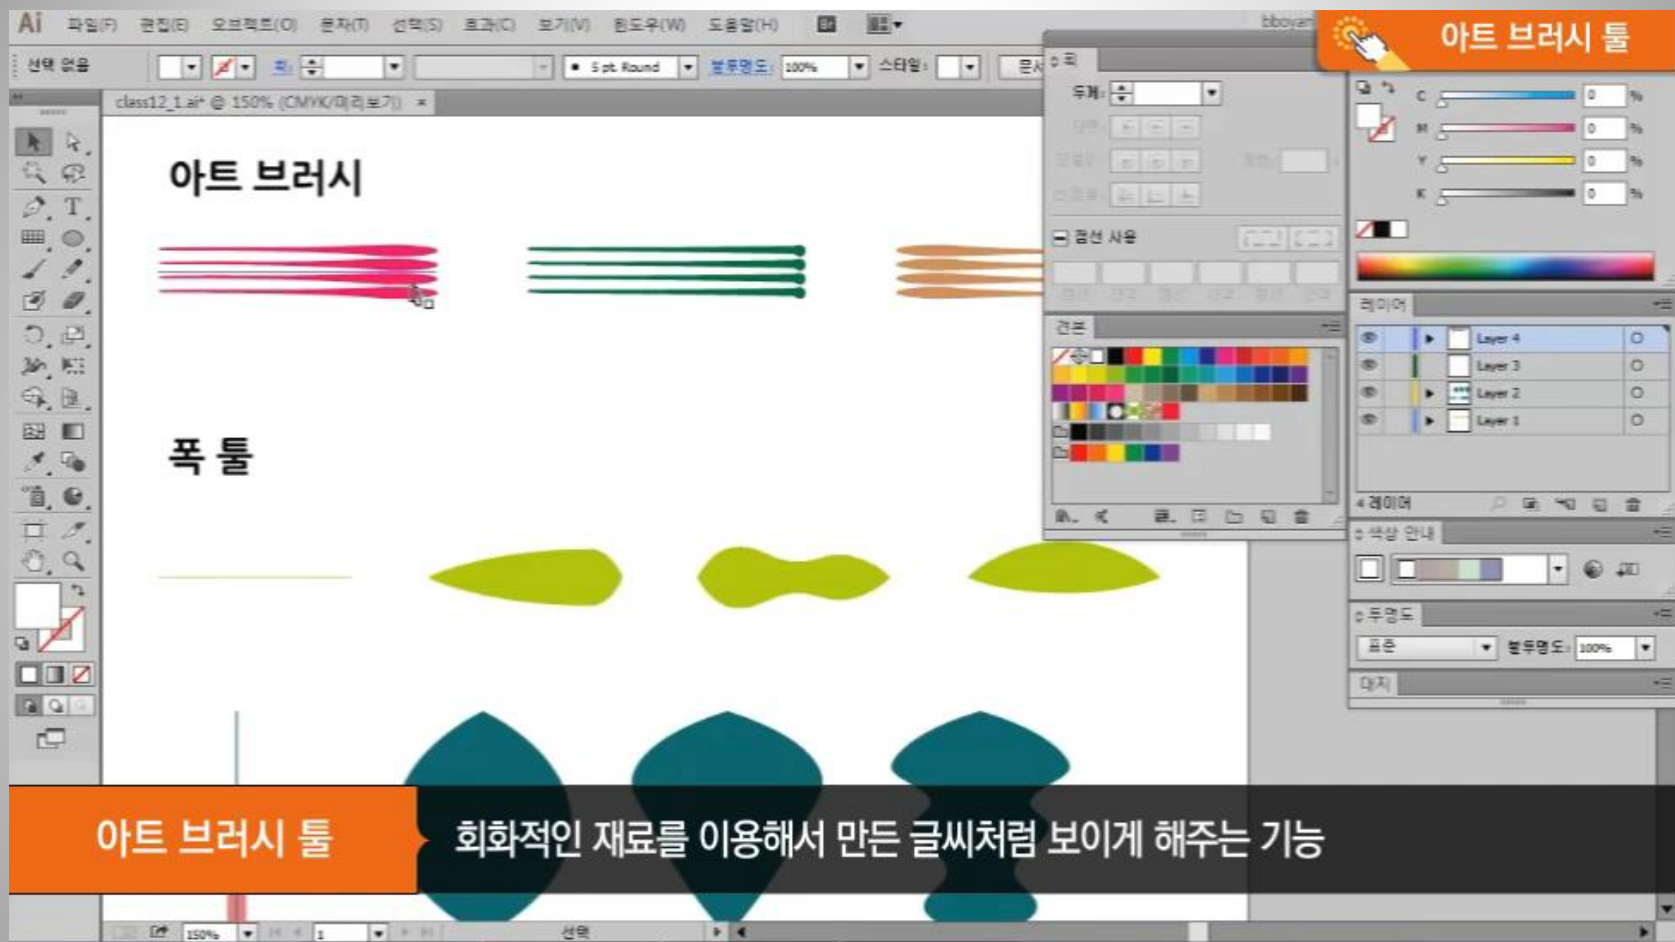 Ai 파일(F) 편집(E) 오브젝트(O) 문자(T) 선택(S) 효과(C) 보기(V) 윈도우(W) 도움말(H) Br
아트 브러시 툴
선택 없음 획: 5 pt. Round 불투명도: 100% 스타일:
class12_1.ai* @ 150% (CMYK/미리보기) ×
획
두께:
점선 사용
C 0 %
M 0 %
Y 0 %
K 0 %
아트 브러시
견본
레이어
Layer 4
Layer 3
Layer 2
Layer 1
4 레이어
폭 툴
색상 안내
투명도
표준 불투명도: 100%
대지
아트 브러시 툴
회화적인 재료를 이용해서 만든 글씨처럼 보이게 해주는 기능
150% 1 선택